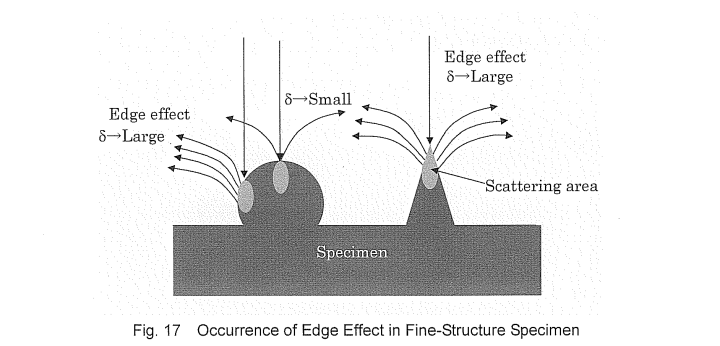 Edge effect
δ→Large
δ→Small
Edge effect
δ→Large
Scattering area
Specimen
Fig. 17 Occurrence of Edge Effect in Fine-Structure Specimen